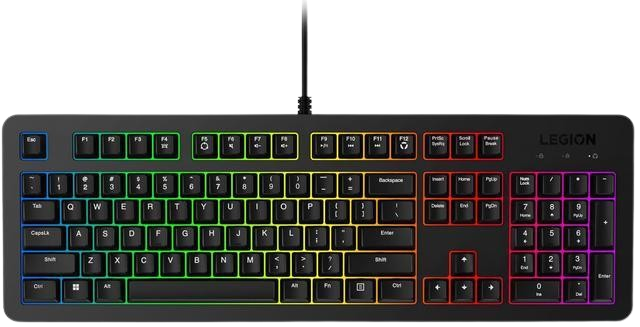 Esc F1 F2 F3 F4 F5 F6 F7 F8 F9 F10 F11 F12 PrtSc SysRq Scroll Lock Pause Break LEGION
~ ` ! 1 @ 2 # 3 $ 4 % 5 ^ 6 & 7 * 8 ( 9 ) 0 _ - + = Backspace Insert Home PgUp Num Lock / * -
Tab Q W E R T Y U I O P { [ } ] | \ Delete End PgDn 7 Home 8 9 PgUp +
CapsLk A S D F G H J K L : ; " ' Enter 4 5 6
Shift Z X C V B N M < , > . ? / Shift 1 End 2 3 PgDn Enter
Ctrl Alt Alt Fn Ctrl 0 Ins . Del